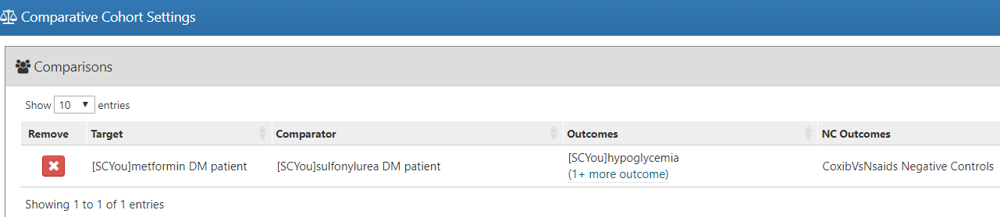 Comparative Cohort Settings
Comparisons
Show 10 entries
Remove Target Comparator Outcomes NC Outcomes
[SCYou]metformin DM patient [SCYou]sulfonylurea DM patient [SCYou]hypoglycemia CoxibVsNsaids Negative Controls
(1+ more outcome)
Showing 1 to 1 of 1 entries